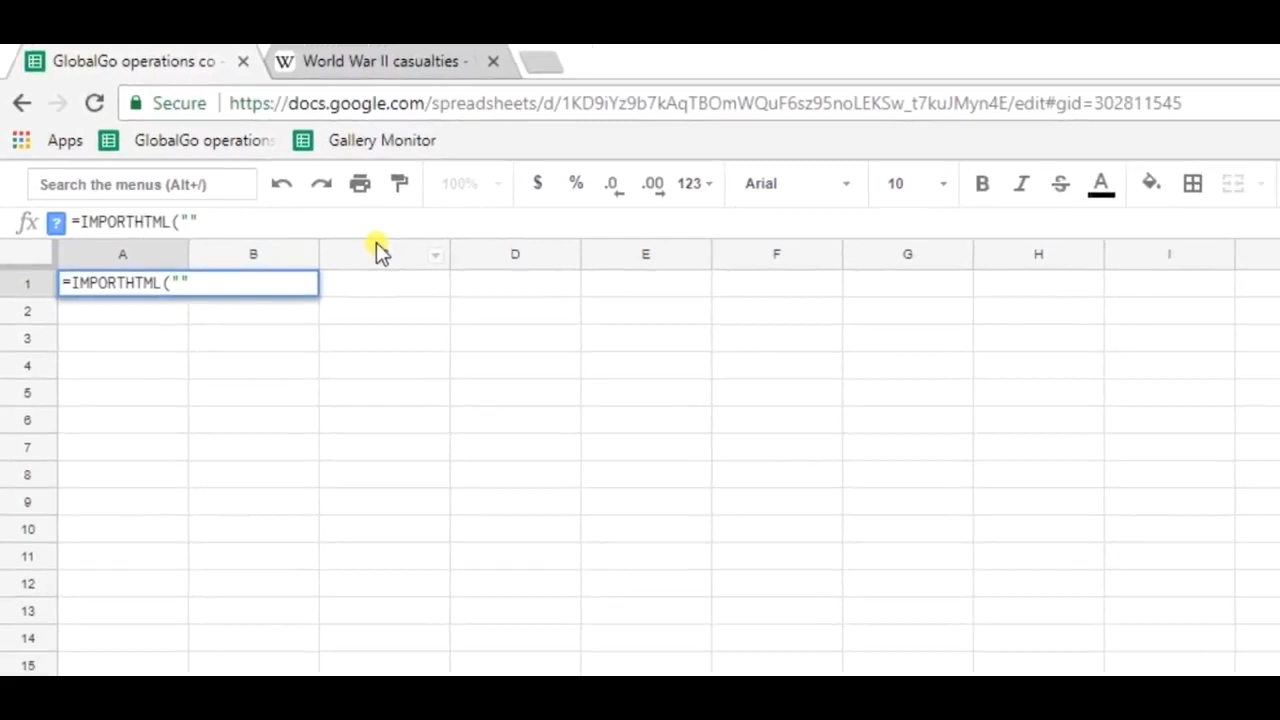 GlobalGo operations co - World War II casualties -
Secure https://docs.google.com/spreadsheets/d/1KD9iYz9b7kAqTBOmWQuF6sz95noLEKSw_t7kuJMyn4E/edit#gid=302811545
Apps GlobalGo operations Gallery Monitor
Search the menus (Alt+/) 100% $ % .0 .00 123 Arial 10 B I S A
fx ? =IMPORTHTML(""
A B D E F G H I
1 =IMPORTHTML(""
2
3
4
5
6
7
8
9
10
11
12
13
14
15